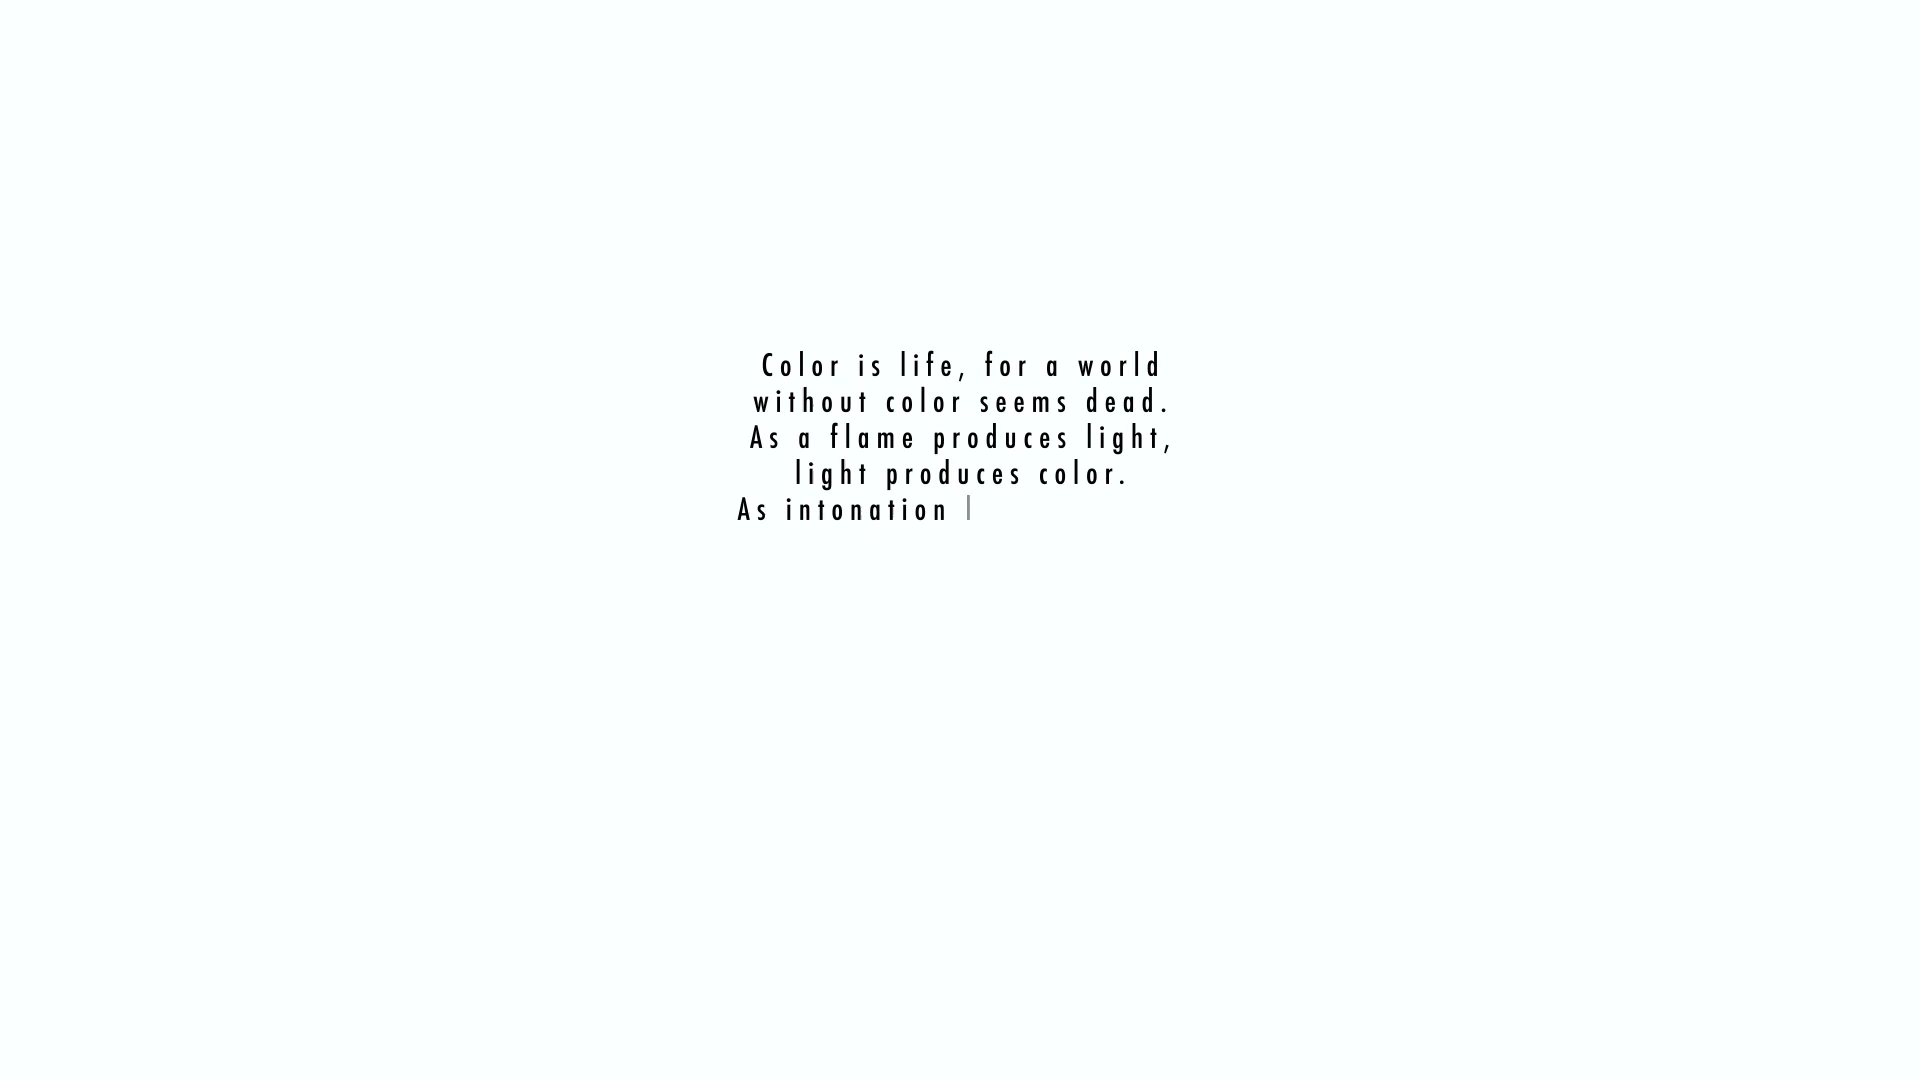 Color is life, for a world
without color seems dead.
As a flame produces light,
light produces color.
As intonation